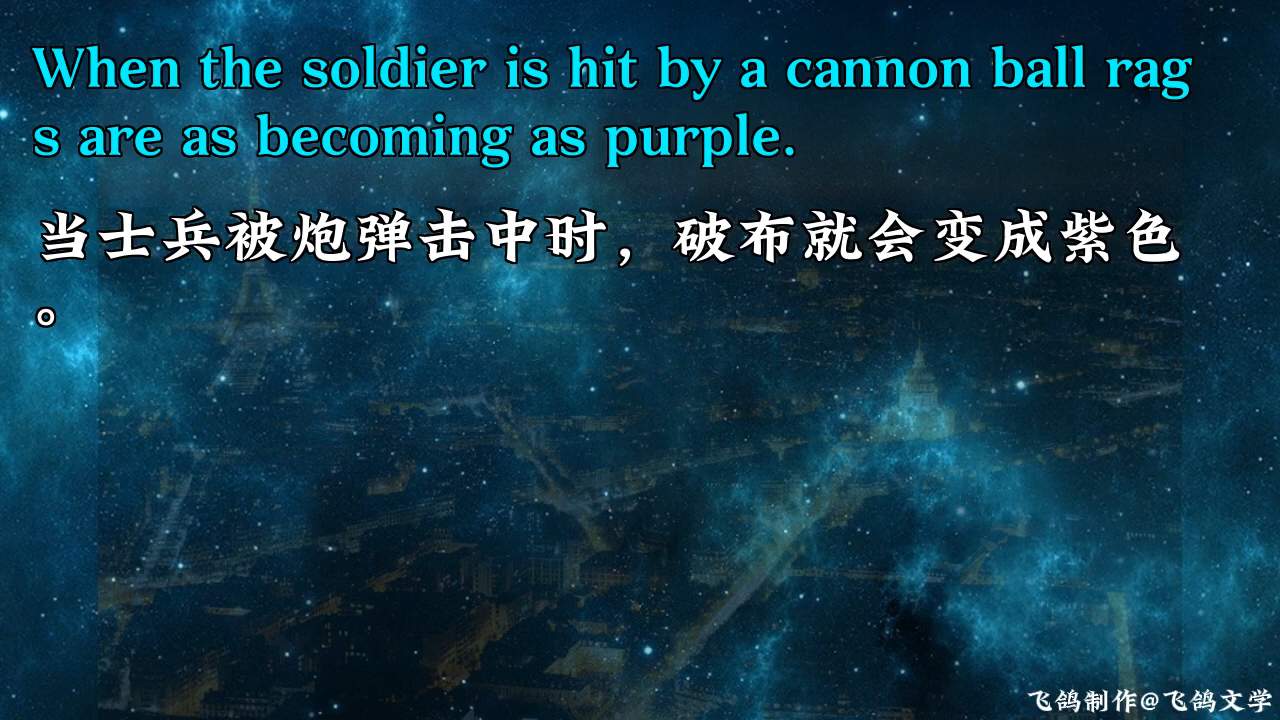 When the soldier is hit by a cannon ball rag
s are as becoming as purple.
当士兵被炮弹击中时，破布就会变成紫色
。
飞鸽制作@飞鸽文学